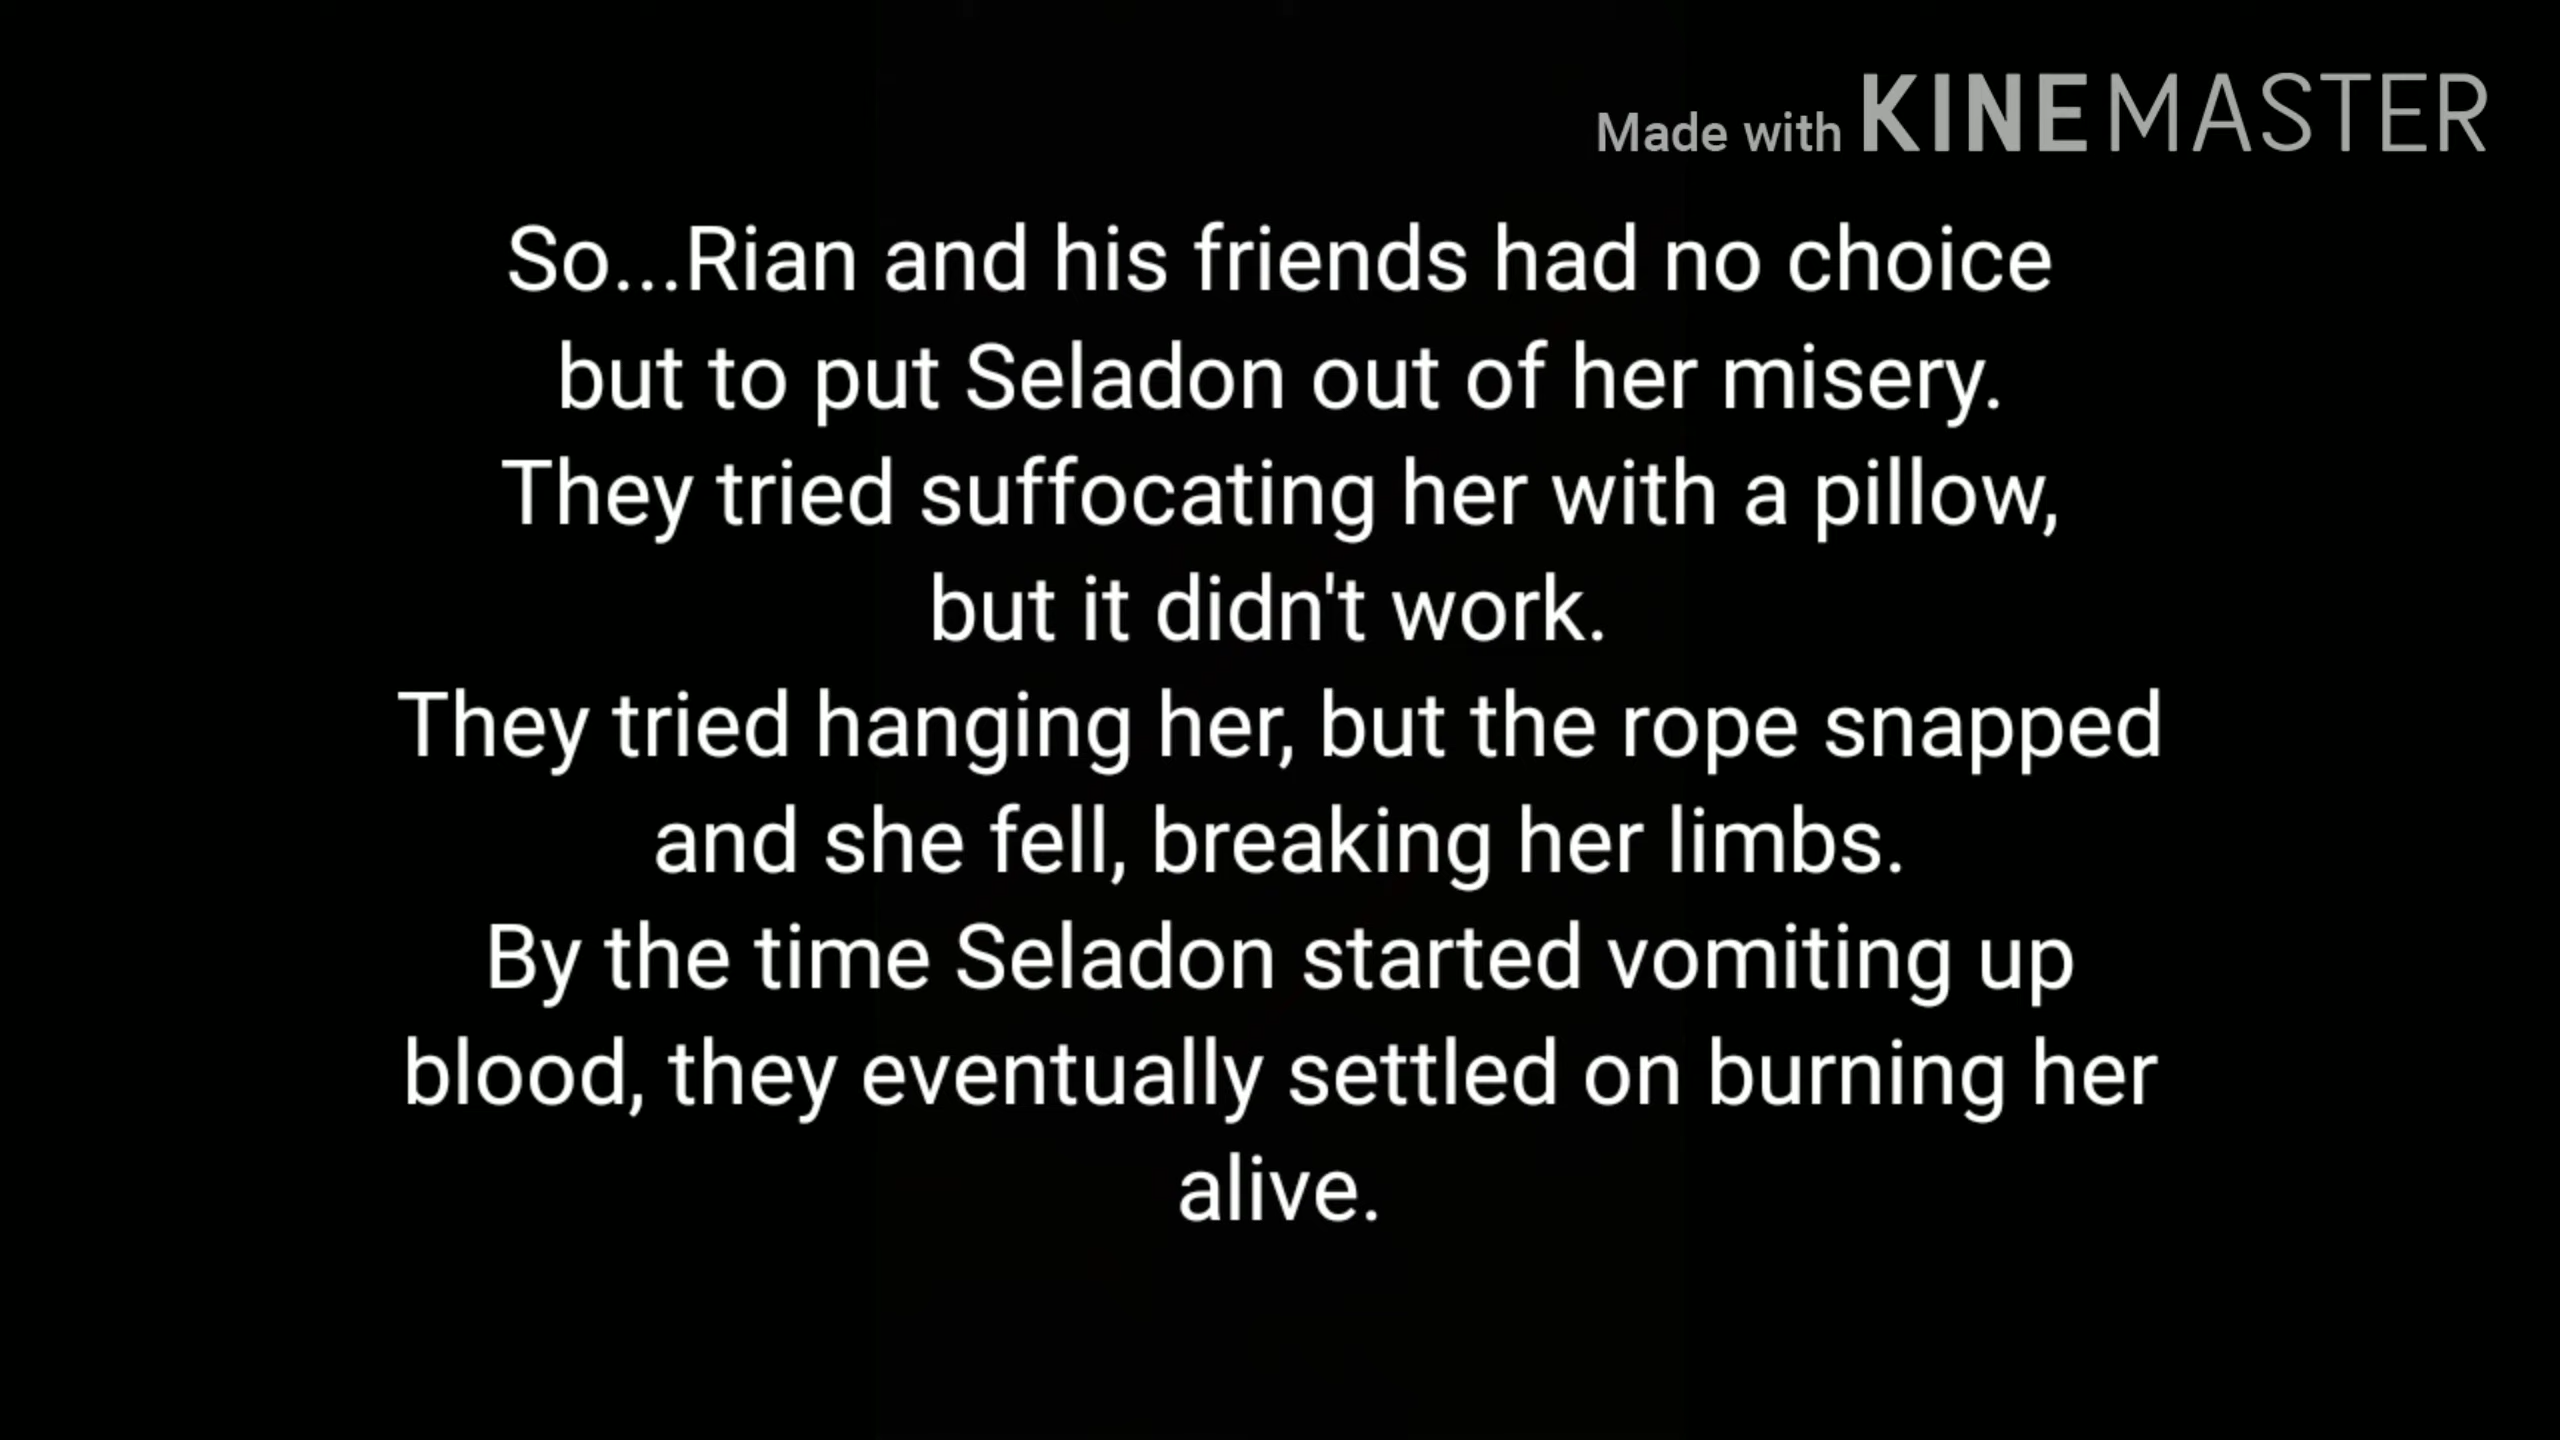 Made with KINEMASTER
So...Rian and his friends had no choice
but to put Seladon out of her misery.
They tried suffocating her with a pillow,
but it didn't work.
They tried hanging her, but the rope snapped
and she fell, breaking her limbs.
By the time Seladon started vomiting up
blood, they eventually settled on burning her
alive.